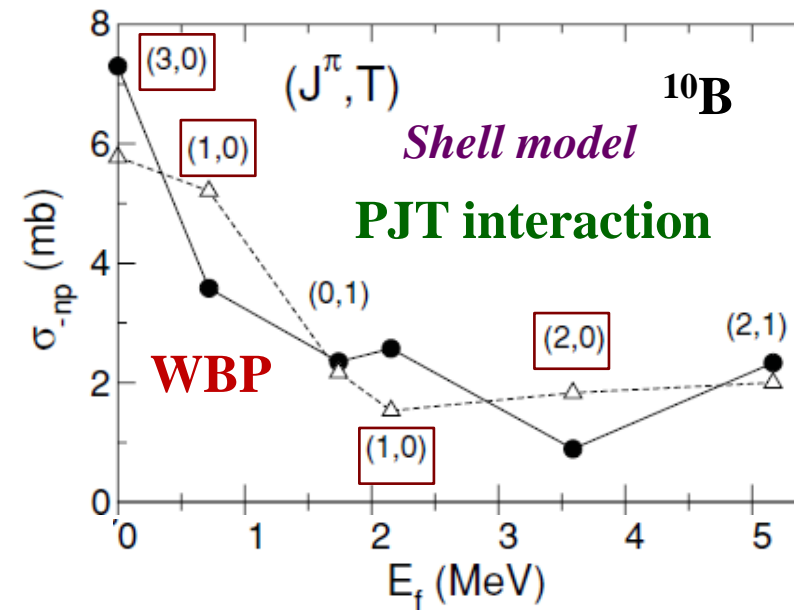 8
(3,0)
(J^π,T)
¹⁰B
6
(1,0)
Shell model
PJT interaction
σ₋np (mb)
4
(0,1)
WBP
(2,0)
(2,1)
2
(1,0)
0
0 1 2 3 4 5
E_f (MeV)